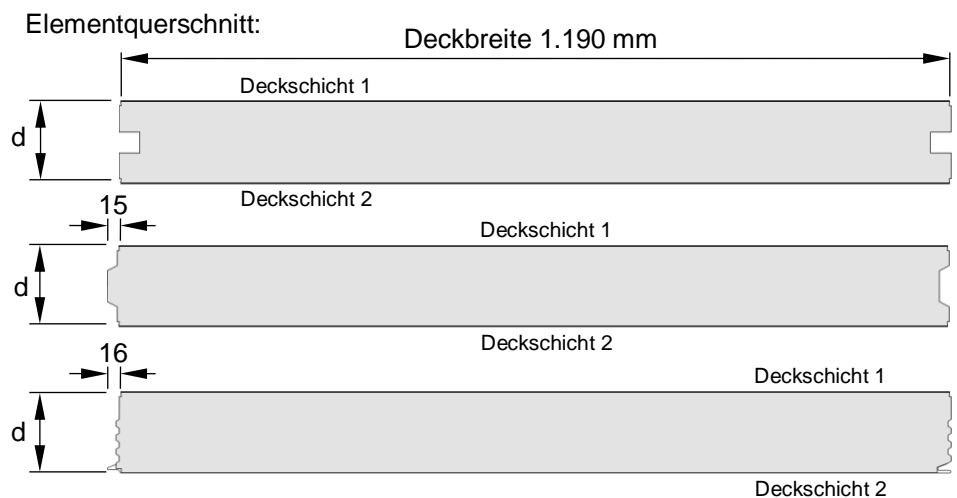 Elementquerschnitt:
Deckbreite 1.190 mm
Deckschicht 1
d
Deckschicht 2
15
Deckschicht 1
d
Deckschicht 2
16
Deckschicht 1
d
Deckschicht 2